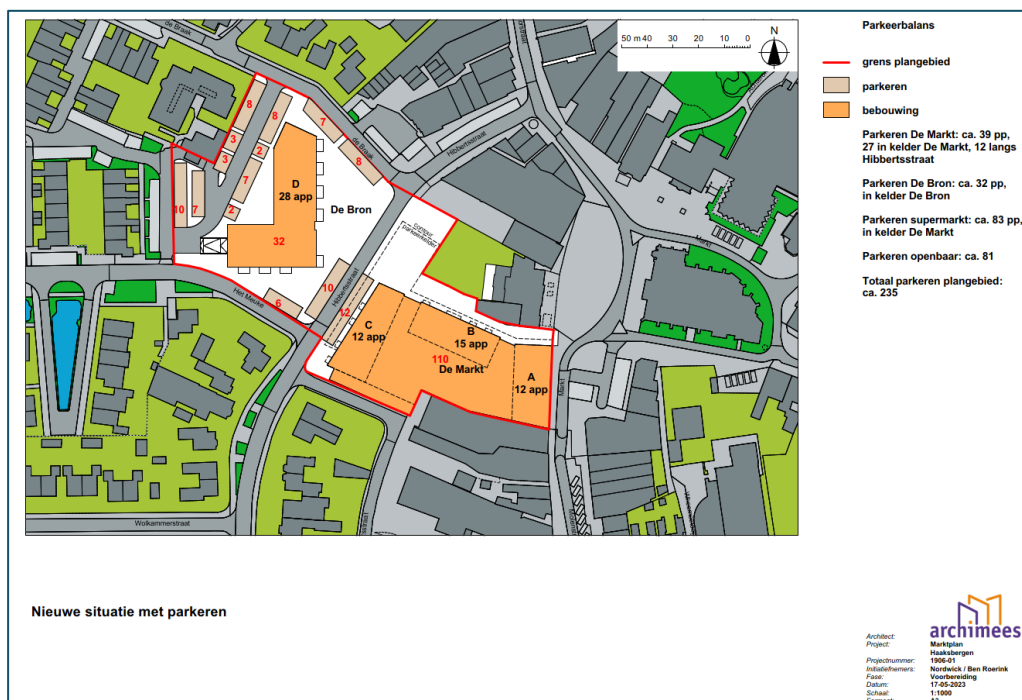 de Braak
50 m 40 30 20 10 0
N
8
8
7
3
3
2
de Braak
8
Hibbertsstraat
7
10
7
2
D
28 app
De Bron
32
contour
parkeerkelder
Markt
10
Hibbertsstraat
6
Het Meuke
12
C
12 app
B
15 app
110
De Markt
A
12 app
Markt
Wolkammerstraat
Parkeerbalans
grens plangebied
parkeren
bebouwing
Parkeren De Markt: ca. 39 pp,
27 in kelder De Markt, 12 langs
Hibbertsstraat
Parkeren De Bron: ca. 32 pp,
in kelder De Bron
Parkeren supermarkt: ca. 83 pp,
in kelder De Markt
Parkeren openbaar: ca. 81
Totaal parkeren plangebied:
ca. 235
Nieuwe situatie met parkeren
archimees
Architect:
Project: Marktplan
Haaksbergen
Projectnummer: 1906-01
Initiatiefnemers: Nordwick / Ben Roerink
Fase: Voorbereiding
Datum: 17-05-2023
Schaal: 1:1000